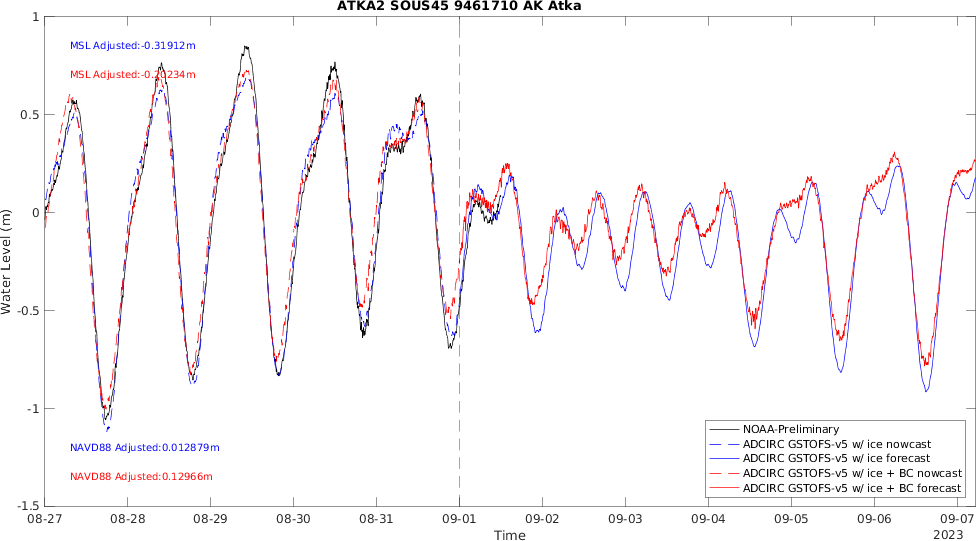 ATKA2 SOUS45 9461710 AK Atka
1
MSL Adjusted:-0.31912m
MSL Adjusted:-0.20234m
0.5
0
Water Level (m)
-0.5
-1
NAVD88 Adjusted:0.012879m
NAVD88 Adjusted:0.12966m
NOAA-Preliminary
ADCIRC GSTOFS-v5 w/ ice nowcast
ADCIRC GSTOFS-v5 w/ ice forecast
ADCIRC GSTOFS-v5 w/ ice + BC nowcast
ADCIRC GSTOFS-v5 w/ ice + BC forecast
-1.5
08-27 08-28 08-29 08-30 08-31 09-01 09-02 09-03 09-04 09-05 09-06 09-07
Time 2023